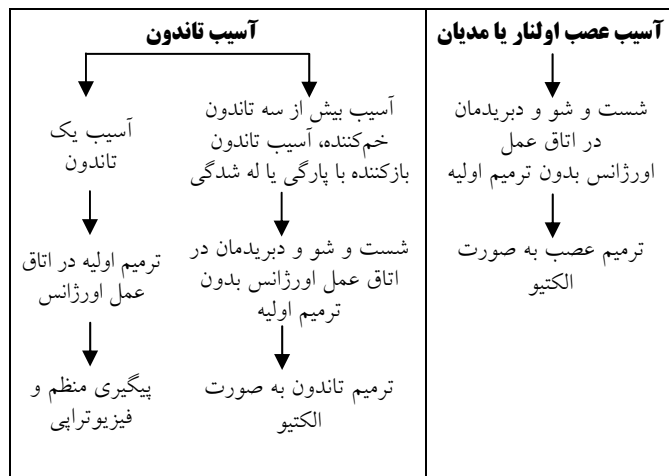 آسیب عصب اولنار یا مدیان
شست و شو و دبریدمان
در اتاق عمل
اورژانس بدون ترمیم اولیه
ترمیم عصب به صورت
الکتیو
آسیب تاندون
آسیب بیش از سه تاندون
خم‌کننده، آسیب تاندون
بازکننده با پارگی یا له شدگی
شست و شو و دبریدمان در
اتاق عمل اورژانس بدون
ترمیم اولیه
ترمیم تاندون به صورت
الکتیو
آسیب یک
تاندون
ترمیم اولیه در اتاق
عمل اورژانس
پیگیری منظم و
فیزیوتراپی